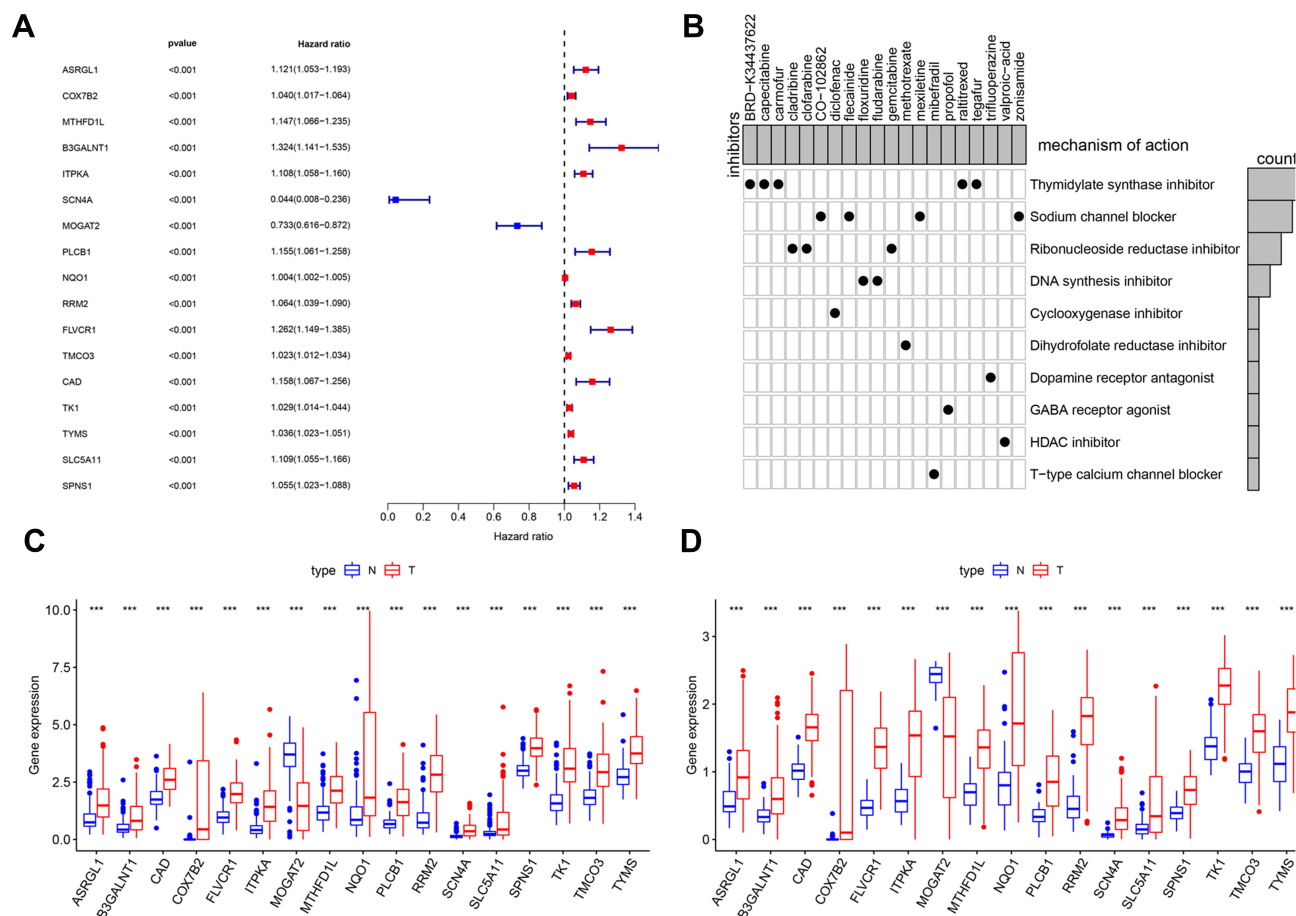 A
pvalue Hazard ratio
ASRGL1 <0.001 1.121(1.053−1.193)
COX7B2 <0.001 1.040(1.017−1.064)
MTHFD1L <0.001 1.147(1.066−1.235)
B3GALNT1 <0.001 1.324(1.141−1.535)
ITPKA <0.001 1.108(1.058−1.160)
SCN4A <0.001 0.044(0.008−0.236)
MOGAT2 <0.001 0.733(0.616−0.872)
PLCB1 <0.001 1.155(1.061−1.258)
NQO1 <0.001 1.004(1.002−1.005)
RRM2 <0.001 1.064(1.039−1.090)
FLVCR1 <0.001 1.262(1.149−1.385)
TMCO3 <0.001 1.023(1.012−1.034)
CAD <0.001 1.158(1.067−1.256)
TK1 <0.001 1.029(1.014−1.044)
TYMS <0.001 1.036(1.023−1.051)
SLC5A11 <0.001 1.109(1.055−1.166)
SPNS1 <0.001 1.055(1.023−1.088)
0.0 0.2 0.4 0.6 0.8 1.0 1.2 1.4
Hazard ratio
B
inhibitors
BRD−K34437622
capecitabine
carmofur
cladribine
clofarabine
CO−102862
diclofenac
flecainide
floxuridine
fludarabine
gemcitabine
methotrexate
mexiletine
mibefradil
propofol
raltitrexed
tegafur
trifluoperazine
valproic−acid
zonisamide
mechanism of action
count
Thymidylate synthase inhibitor
Sodium channel blocker
Ribonucleoside reductase inhibitor
DNA synthesis inhibitor
Cyclooxygenase inhibitor
Dihydrofolate reductase inhibitor
Dopamine receptor antagonist
GABA receptor agonist
HDAC inhibitor
T−type calcium channel blocker
C
type N T
*** *** *** *** *** *** *** *** *** *** *** *** *** *** *** *** ***
Gene expression
10.0
7.5
5.0
2.5
0.0
ASRGL1
B3GALNT1
CAD
COX7B2
FLVCR1
ITPKA
MOGAT2
MTHFD1L
NQO1
PLCB1
RRM2
SCN4A
SLC5A11
SPNS1
TK1
TMCO3
TYMS
D
type N T
*** *** *** *** *** *** *** *** *** *** *** *** *** *** *** *** ***
Gene expression
3
2
1
0
ASRGL1
B3GALNT1
CAD
COX7B2
FLVCR1
ITPKA
MOGAT2
MTHFD1L
NQO1
PLCB1
RRM2
SCN4A
SLC5A11
SPNS1
TK1
TMCO3
TYMS